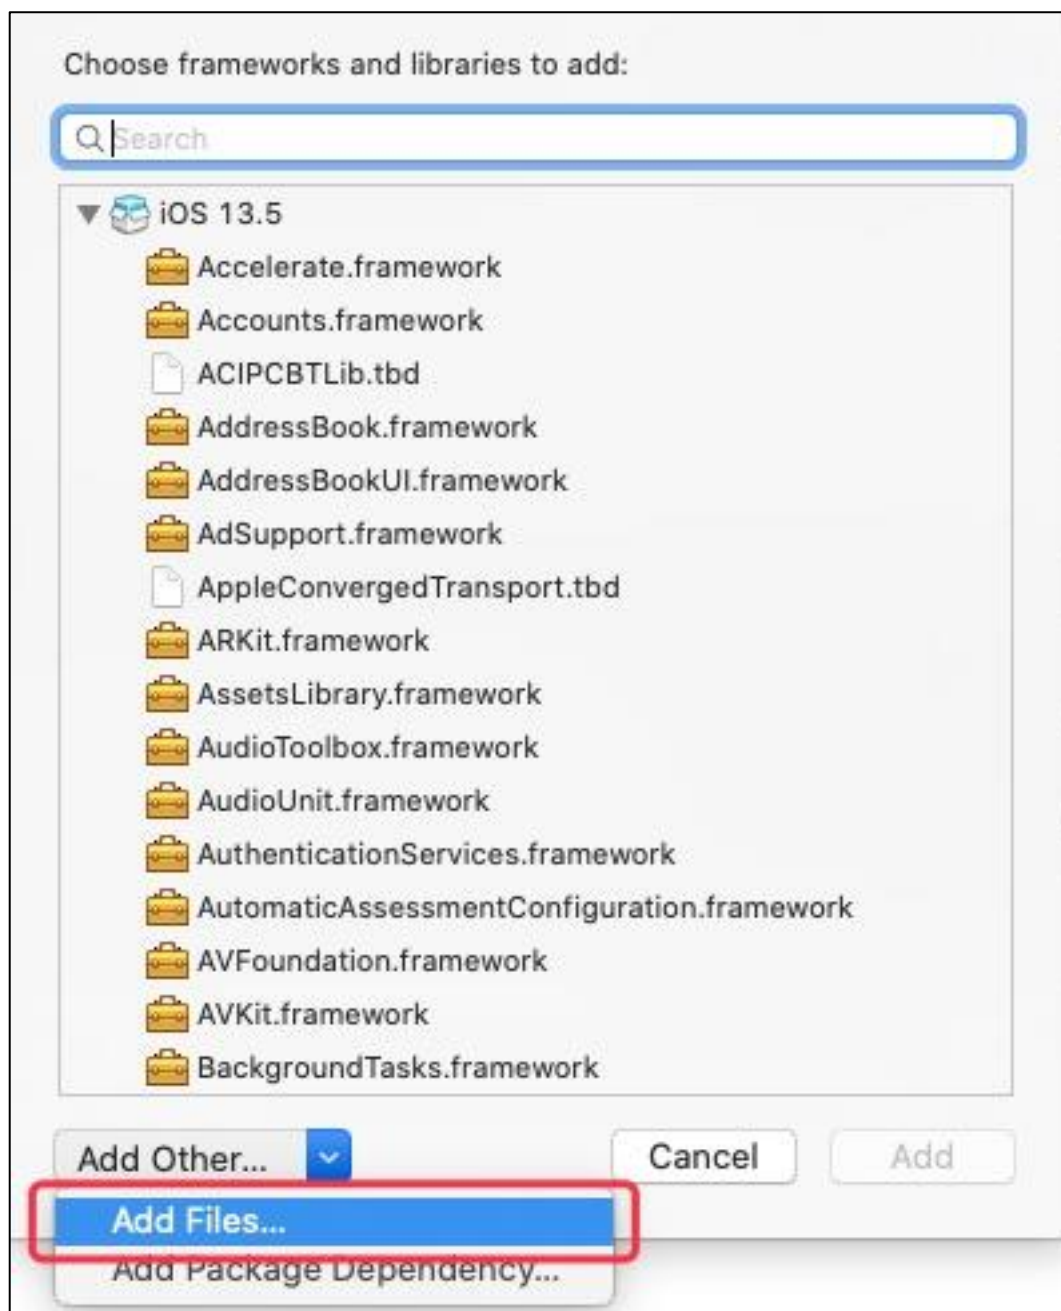 Choose frameworks and libraries to add:
Search
iOS 13.5
Accelerate.framework
Accounts.framework
ACIPCBTLib.tbd
AddressBook.framework
AddressBookUI.framework
AdSupport.framework
AppleConvergedTransport.tbd
ARKit.framework
AssetsLibrary.framework
AudioToolbox.framework
AudioUnit.framework
AuthenticationServices.framework
AutomaticAssessmentConfiguration.framework
AVFoundation.framework
AVKit.framework
BackgroundTasks.framework
Add Other... Cancel Add
Add Files...
Add Package Dependency...